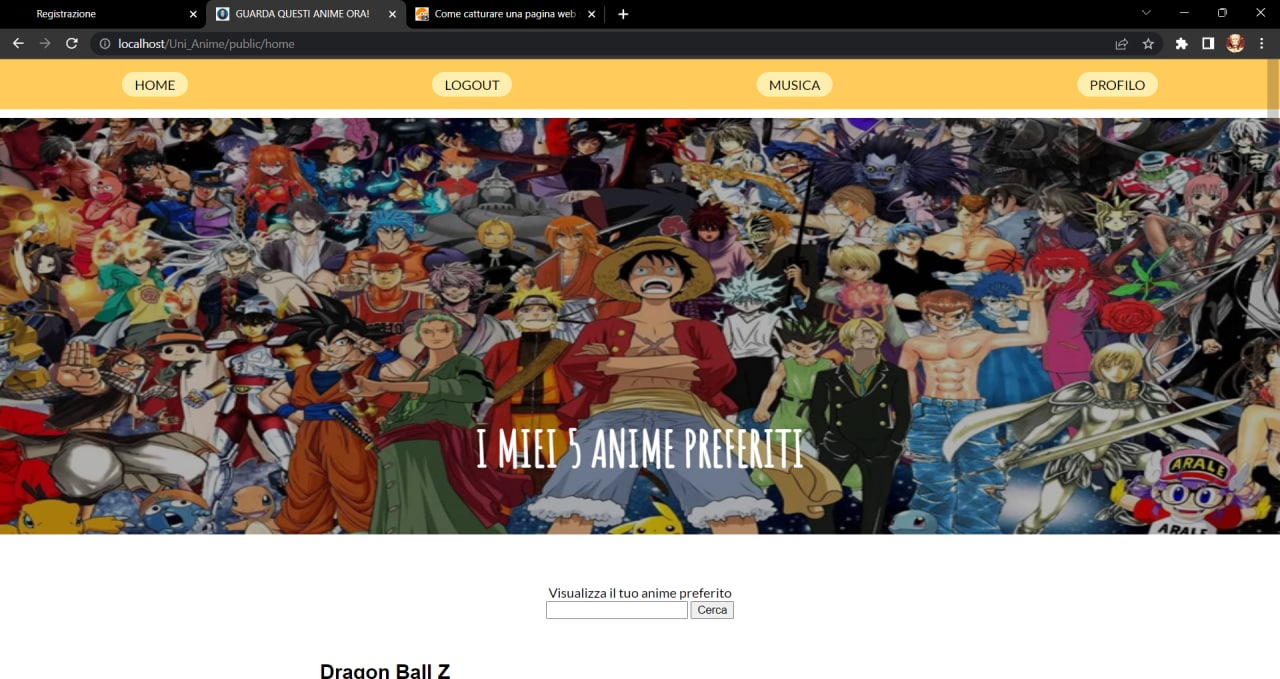 Registrazione
GUARDA QUESTI ANIME ORA!
Come catturare una pagina web
localhost/Uni_Anime/public/home
HOME
LOGOUT
MUSICA
PROFILO
I MIEI 5 ANIME PREFERITI
ARALE
ARALE
Visualizza il tuo anime preferito
Cerca
Dragon Ball Z